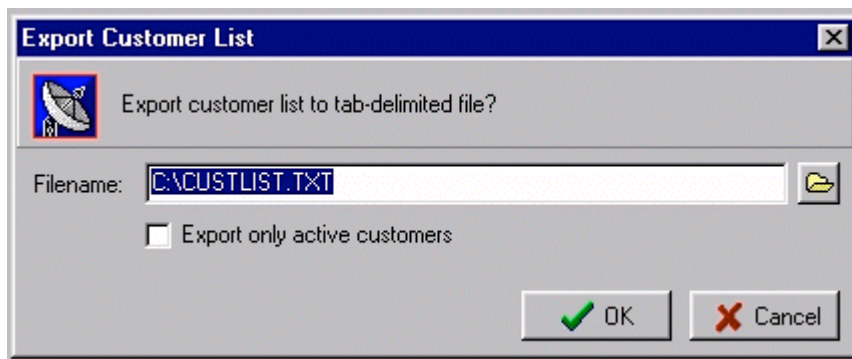 Export Customer List
Export customer list to tab-delimited file?
Filename: C:\CUSTLIST.TXT
Export only active customers
OK Cancel